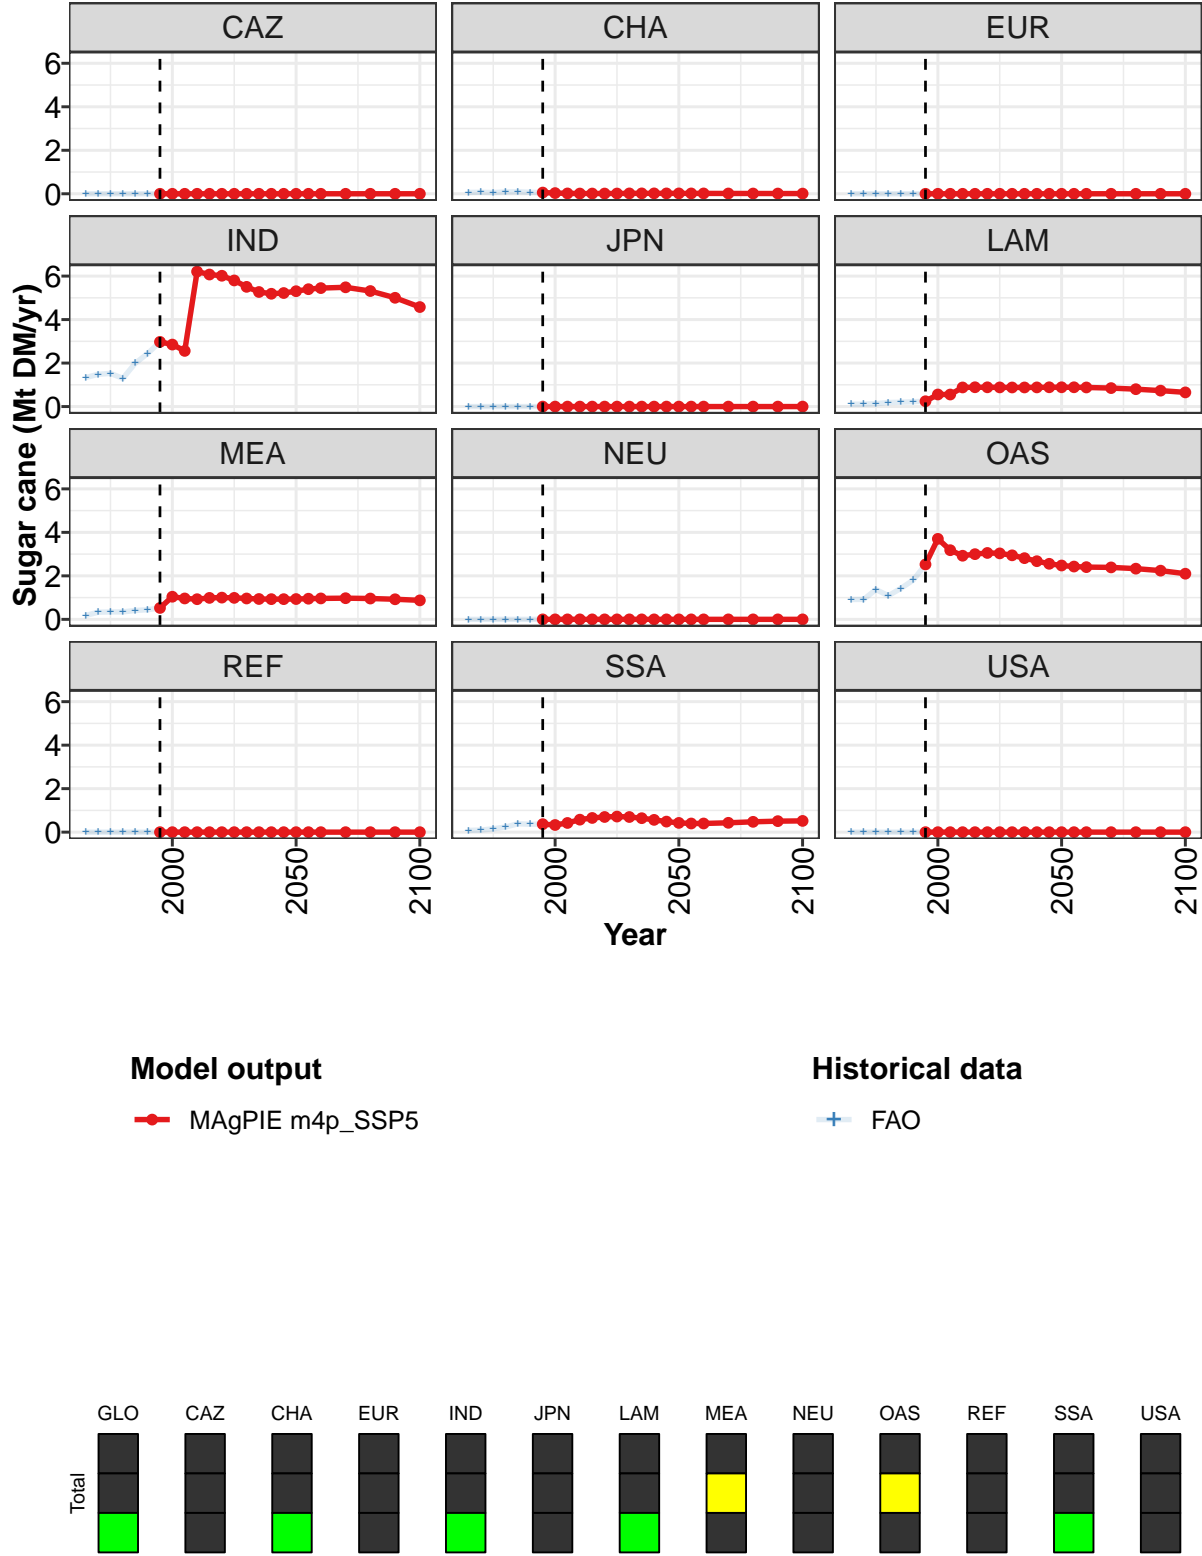 CAZ CHA EUR
6
4
2
0
IND JPN LAM
6
4
2
0
MEA NEU OAS
6
4
2
0
REF SSA USA
6
4
2
0
Sugar cane (Mt DM/yr)
2000 2050 2100 2000 2050 2100 2000 2050 2100
Year
Model output
MAgPIE m4p_SSP5
Historical data
FAO
GLO CAZ CHA EUR IND JPN LAM MEA NEU OAS REF SSA USA
Total